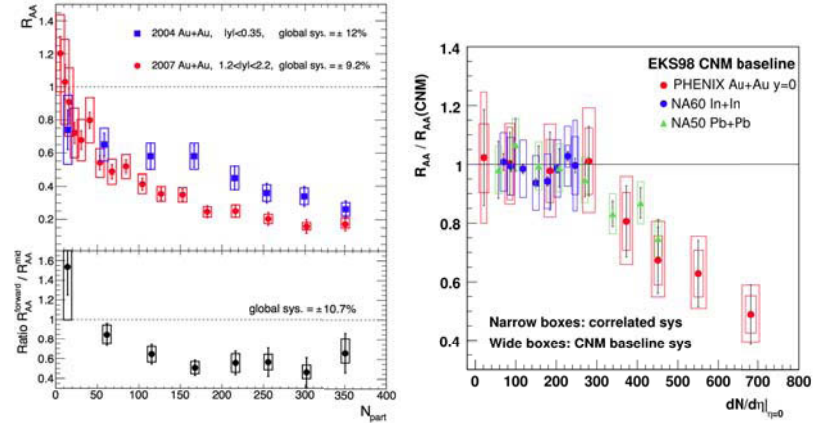 R_AA
1.4
1.2
1
0.8
0.6
0.4
0.2
2004 Au+Au, |y|<0.35, global sys. = ± 12%
2007 Au+Au, 1.2<|y|<2.2, global sys. = ± 9.2%
Ratio R_AA^forward / R_AA^mid
1.6
1.4
1.2
1
0.8
0.6
0.4
global sys. = ±10.7%
0 50 100 150 200 250 300 350 400
N_part
R_AA / R_AA(CNM)
1.4
1.2
1
0.8
0.6
0.4
EKS98 CNM baseline
PHENIX Au+Au y=0
NA60 In+In
NA50 Pb+Pb
Narrow boxes: correlated sys
Wide boxes: CNM baseline sys
0 100 200 300 400 500 600 700 800
dN/dη|_η=0